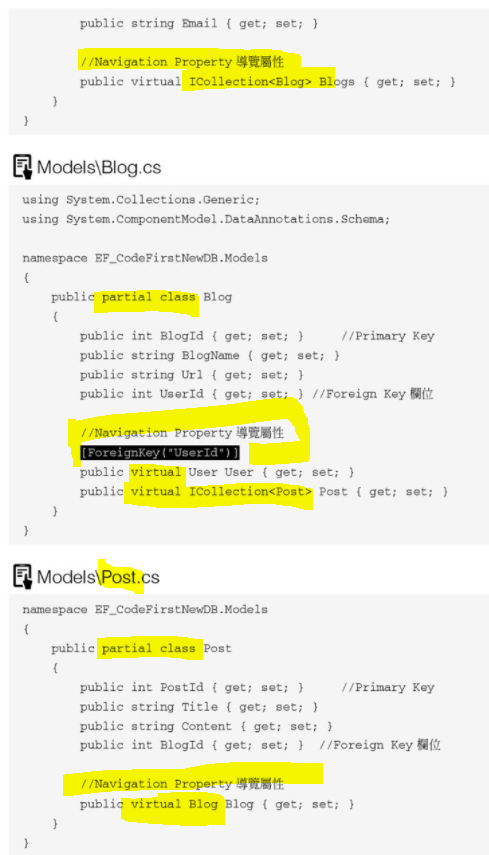 public string Email { get; set; }
//Navigation Property 導覽屬性
public virtual ICollection<Blog> Blogs { get; set; }
}
}
Models\Blog.cs
using System.Collections.Generic;
using System.ComponentModel.DataAnnotations.Schema;
namespace EF_CodeFirstNewDB.Models
{
public partial class Blog
{
public int BlogId { get; set; } //Primary Key
public string BlogName { get; set; }
public string Url { get; set; }
public int UserId { get; set; } //Foreign Key 欄位
//Navigation Property 導覽屬性
[ForeignKey("UserId")]
public virtual User User { get; set; }
public virtual ICollection<Post> Post { get; set; }
}
}
Models\Post.cs
namespace EF_CodeFirstNewDB.Models
{
public partial class Post
{
public int PostId { get; set; } //Primary Key
public string Title { get; set; }
public string Content { get; set; }
public int BlogId { get; set; } //Foreign Key 欄位
//Navigation Property 導覽屬性
public virtual Blog Blog { get; set; }
}
}